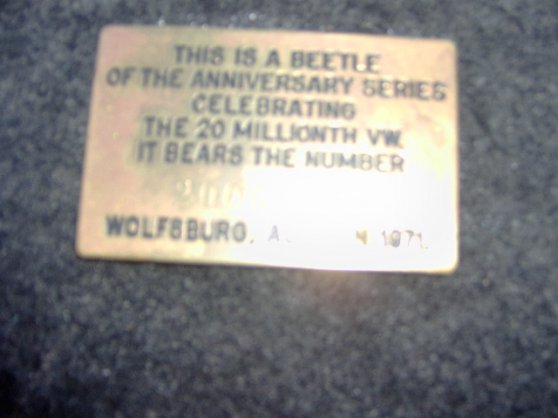 THIS IS A BEETLE
OF THE ANNIVERSARY SERIES
CELEBRATING
THE 20 MILLIONTH VW.
IT BEARS THE NUMBER
WOLFSBURG, 1971.